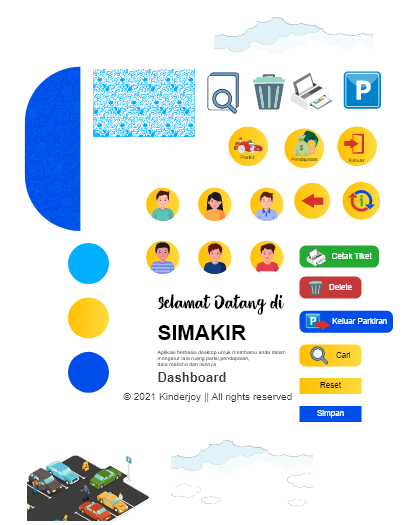 P
Parkir
Pendapatan
Keluar
i
Cetak Tiket
Delete
Selamat Datang di
SIMAKIR
P
Keluar Parkiran
Aplikasi berbasis desktop untuk membantu anda dalam
mengatur tata ruang parkir,pendapatan,
data realtime dan lainnya
Cari
Dashboard
Reset
© 2021 Kinderjoy || All rights reserved
Simpan
P